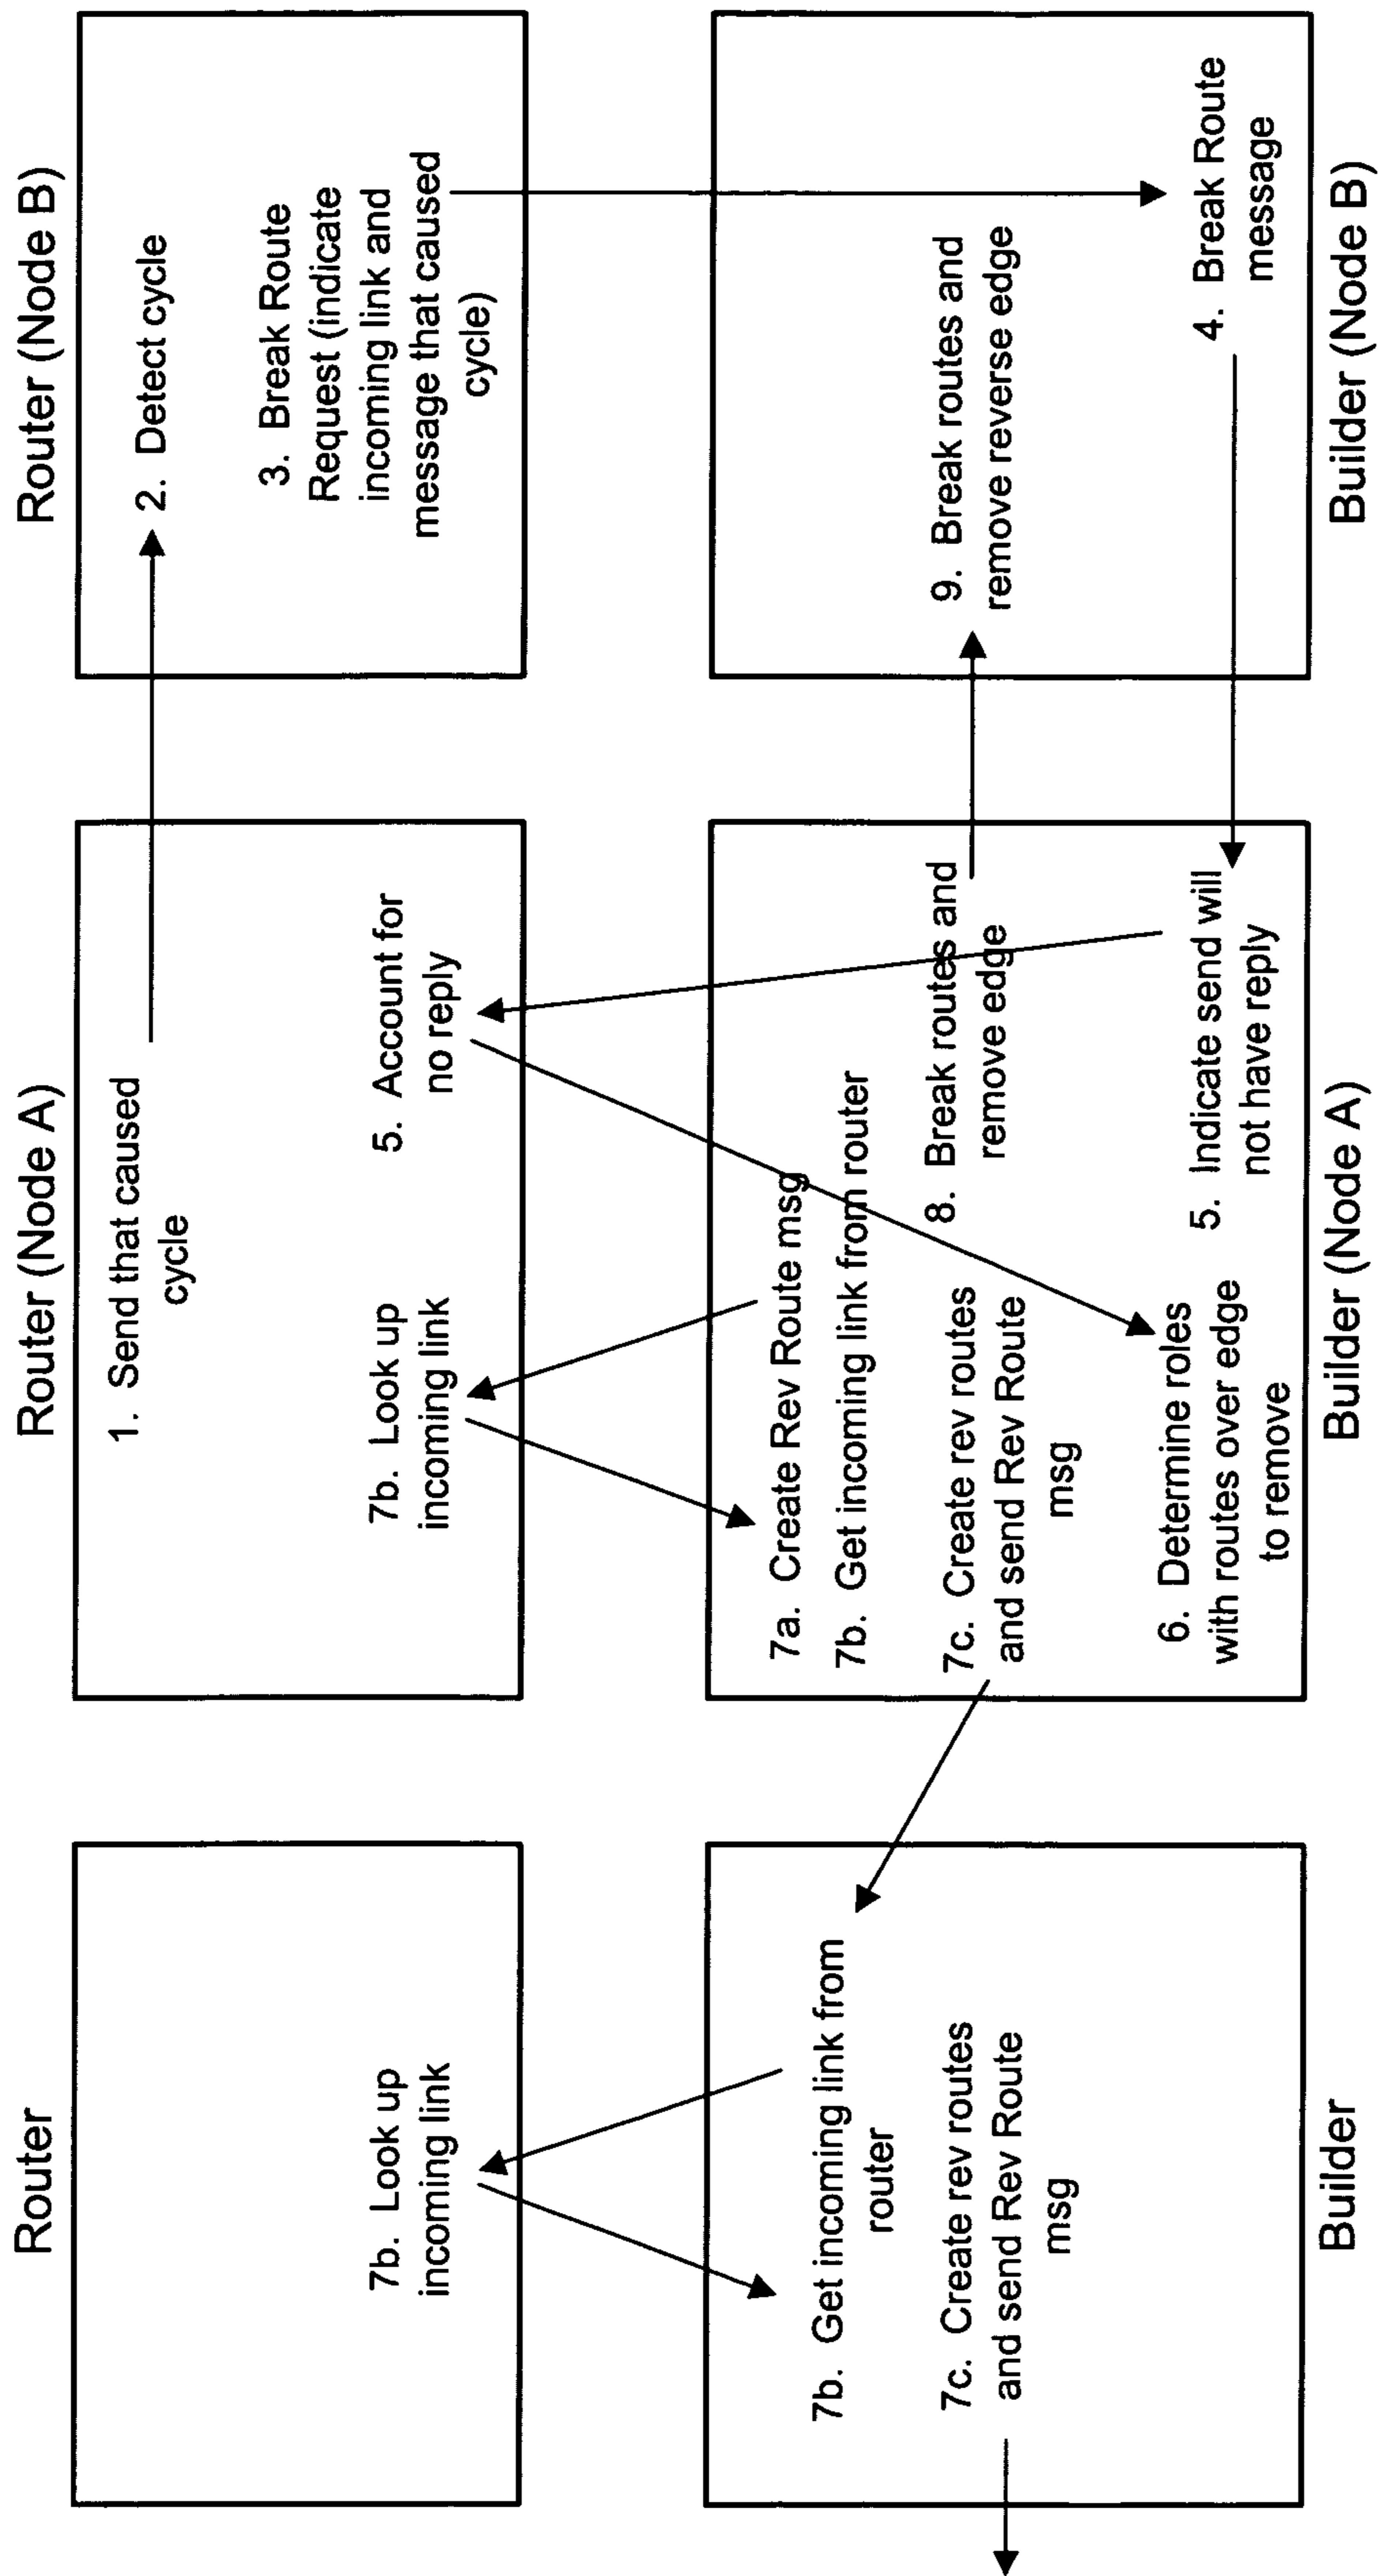 Router
Router (Node A)
Router (Node B)
7b. Look up
incoming link
1. Send that caused
cycle
7b. Look up
incoming link
5. Account for
no reply
2. Detect cycle
3. Break Route
Request (indicate
incoming link and
message that caused
cycle)
7b. Get incoming link from
router
7c. Create rev routes
and send Rev Route
msg
7a. Create Rev Route msg
7b. Get incoming link from router
7c. Create rev routes
and send Rev Route
msg
8. Break routes and
remove edge
6. Determine roles
with routes over edge
to remove
5. Indicate send will
not have reply
9. Break routes and
remove reverse edge
4. Break Route
message
Builder
Builder (Node A)
Builder (Node B)